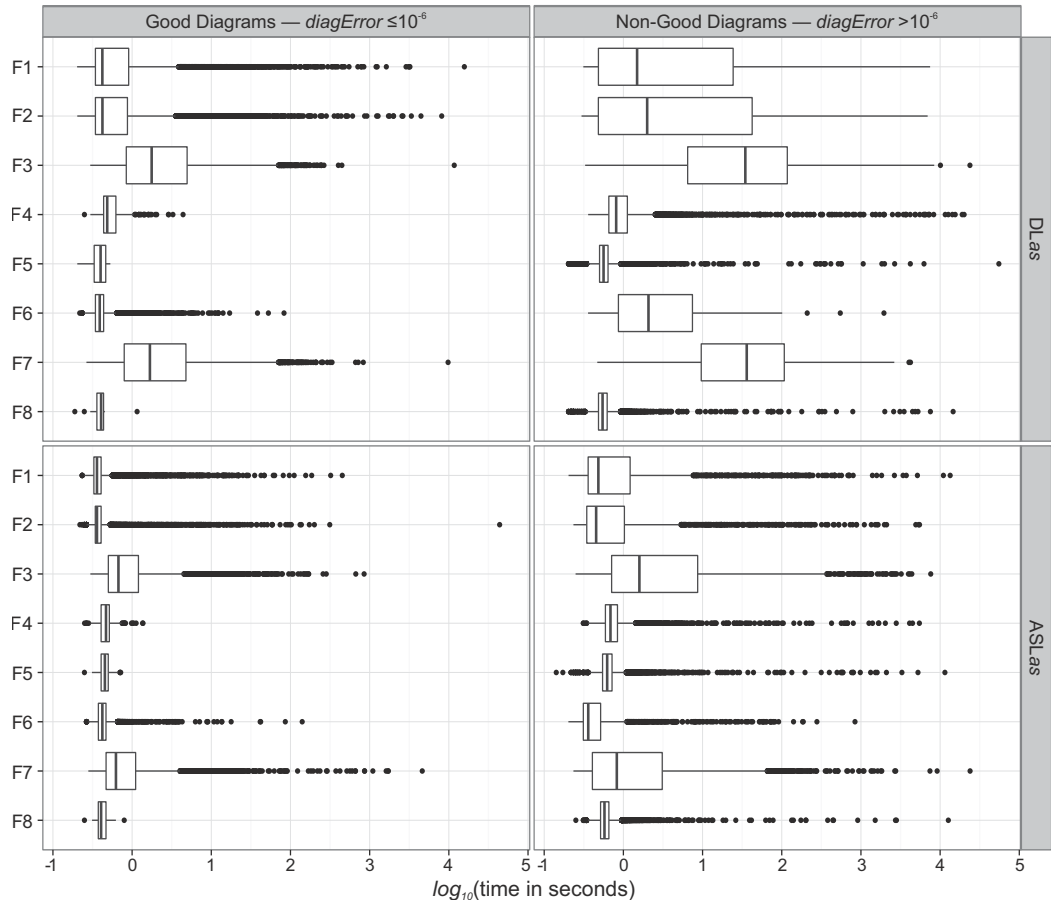 Good Diagrams — diagError ≤10⁻⁶
Non-Good Diagrams — diagError >10⁻⁶
F1
F2
F3
F4
F5
F6
F7
F8
DLas
F1
F2
F3
F4
F5
F6
F7
F8
ASLas
-1 0 1 2 3 4 5
-1 0 1 2 3 4 5
log₁₀(time in seconds)